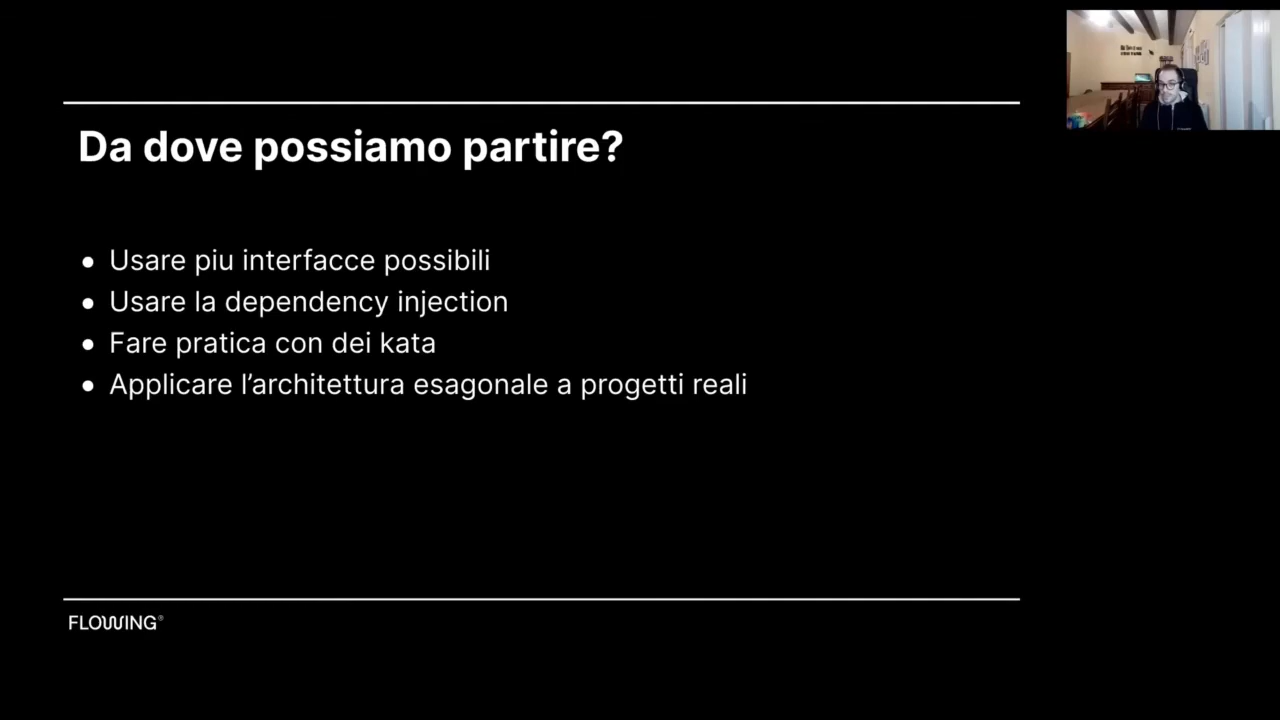 Da dove possiamo partire?
Usare piu interfacce possibili
Usare la dependency injection
Fare pratica con dei kata
Applicare l’architettura esagonale a progetti reali
FLOWING®